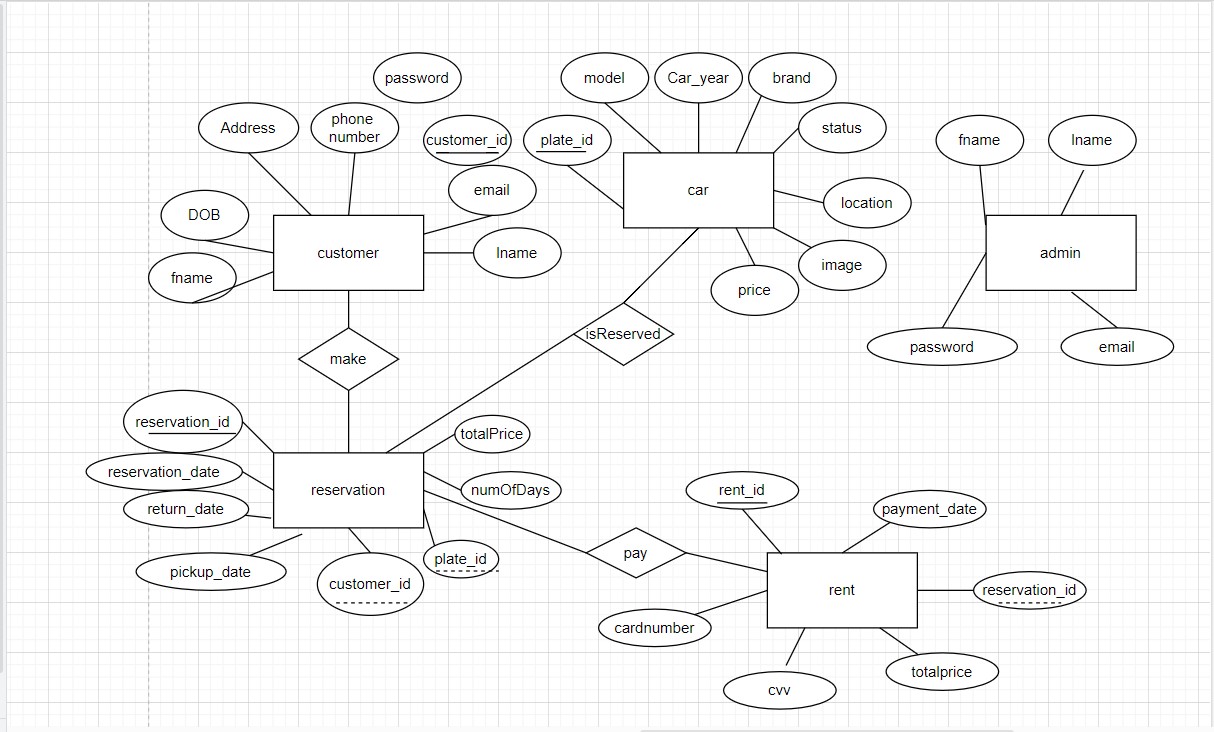 password
model
Car_year
brand
Address
phone
number
customer_id
plate_id
status
fname
lname
email
car
location
DOB
customer
lname
admin
fname
image
price
isReserved
make
password
email
reservation_id
totalPrice
reservation_date
reservation
numOfDays
rent_id
return_date
payment_date
pay
plate_id
pickup_date
customer_id
rent
reservation_id
cardnumber
totalprice
cvv